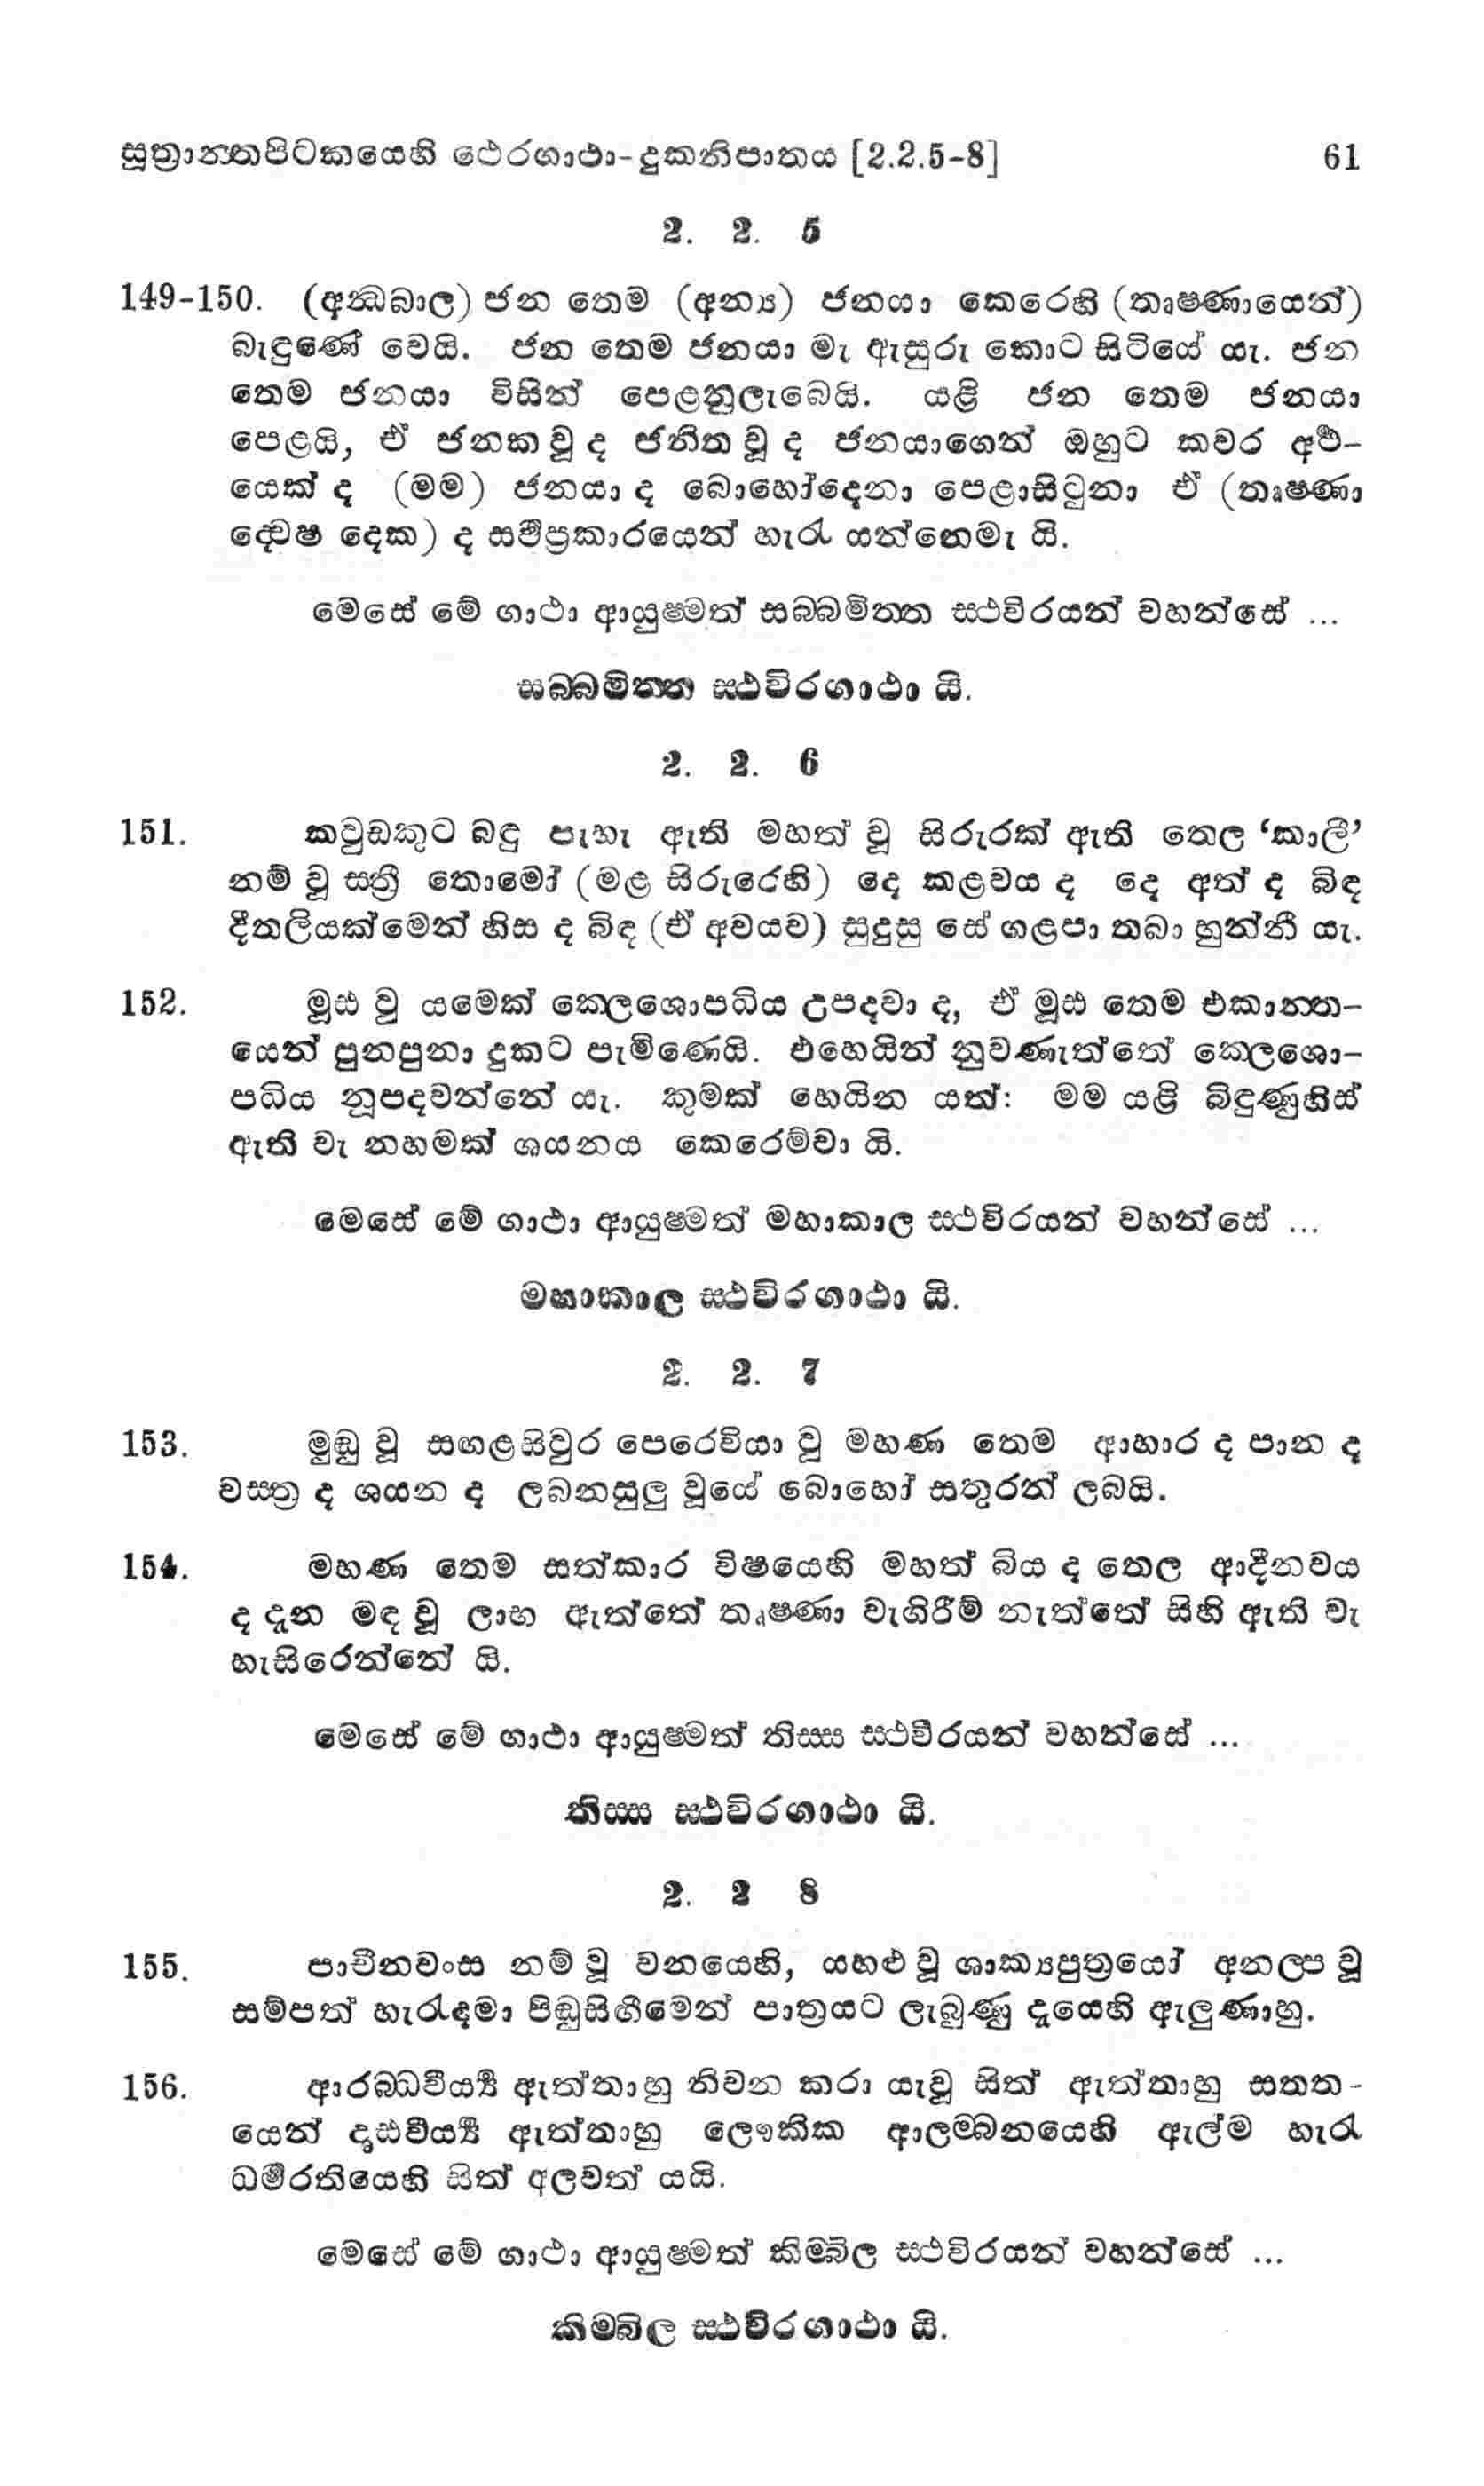 සූත්‍රාන්තපිටකයෙහි ථෙරගාථා-දුකනිපාතය [2.2.5-8] 61
2. 2. 5
149-150. (අන්ධබාල) ජන තෙම (අන්‍ය) ජනයා කෙරෙහි (තෘෂ්ණායෙන්)
බැඳුණේ වෙයි. ජන තෙම ජනයා මැ ඇසුරු කොට සිටියේ යැ. ජන
තෙම ජනයා විසින් පෙළනුලැබෙයි. යළි ජන තෙම ජනයා
පෙළයි, ඒ ජනක වූ ද ජනිත වූ ද ජනයාගෙන් ඔහුට කවර අර්‍ථ-
යෙක් ද (මම) ජනයා ද බොහෝදෙනා පෙළාසිටුනා ඒ (තෘෂ්ණා
ද්වේෂ දෙක) ද සර්‍වප්‍රකාරයෙන් හැර යන්නෙමැ යි.
මෙසේ මේ ගාථා ආයුෂ්මත් සබ්බමිත්ත ස්ථවිරයන් වහන්සේ ...
සබ්බමිත්ත ස්ථවිරගාථා යි.
2. 2. 6
151. කවුඩකුට බඳු පැහැ ඇති මහත් වූ සිරුරක් ඇති තෙල ‘කාලී’
නම් වූ ස්ත්‍රී තොමෝ (මළ සිරුරෙහි) දෙ කළවය ද දෙ අත් ද බිඳ
දීතලියක්මෙන් හිස ද බිඳ (ඒ අවයව) සුදුසු සේ ගළපා තබා හුන්නී යැ.
152. මූඪ වූ යමෙක් ක්ලෙශොපධිය උපදවා ද, ඒ මූඪ තෙම එකාන්ත-
යෙන් පුනපුනා දුකට පැමිණෙයි. එහෙයින් නුවණැත්තේ ක්ලෙශො-
පධිය නූපදවන්නේ යැ. කුමක් හෙයින යත්: මම යළි බිඳුණුහිස්
ඇති වැ නහමක් ශයනය කෙරෙම්වා යි.
මෙසේ මේ ගාථා ආයුෂ්මත් මහාකාල ස්ථවිරයන් වහන්සේ ...
මහාකාල ස්ථවිරගාථා යි.
2. 2. 7
153. මුඬු වූ සඟළසිවුර පෙරෙවියා වූ මහණ තෙම ආහාර ද පාන ද
වස්ත්‍ර ද ශයන ද ලබනසුලු වූයේ බොහෝ සතුරන් ලබයි.
154. මහණ තෙම සත්කාර විෂයෙහි මහත් බිය ද තෙල ආදීනවය
ද දැන මඳ වූ ලාභ ඇත්තේ තෘෂ්ණා වැගිරීම් නැත්තේ සිහි ඇති වැ
හැසිරෙන්නේ යි.
මෙසේ මේ ගාථා ආයුෂ්මත් තිස්ස ස්ථවිරයන් වහන්සේ ...
තිස්ස ස්ථවිරගාථා යි.
2. 2 8
155. පාචීනවංස නම් වූ වනයෙහි, යහළු වූ ශාක්‍යපුත්‍රයෝ අනල්ප වූ
සම්පත් හැරදමා පිඬුසිඟීමෙන් පාත්‍රයට ලැබුණු දැයෙහි ඇලුණාහු.
156. ආරබ්ධවීර්‍ය්‍ය ඇත්තාහු නිවන කරා යැවූ සිත් ඇත්තාහු සතත-
යෙන් දෘඪවීර්‍ය්‍ය ඇත්තාහු ලෞකික ආලම්බනයෙහි ඇල්ම හැර
ධර්‍මරතියෙහි සිත් අලවත් යයි.
මෙසේ මේ ගාථා ආයුෂ්මත් කිම්බිල ස්ථවිරයන් වහන්සේ ...
කිම්බිල ස්ථවිරගාථා යි.